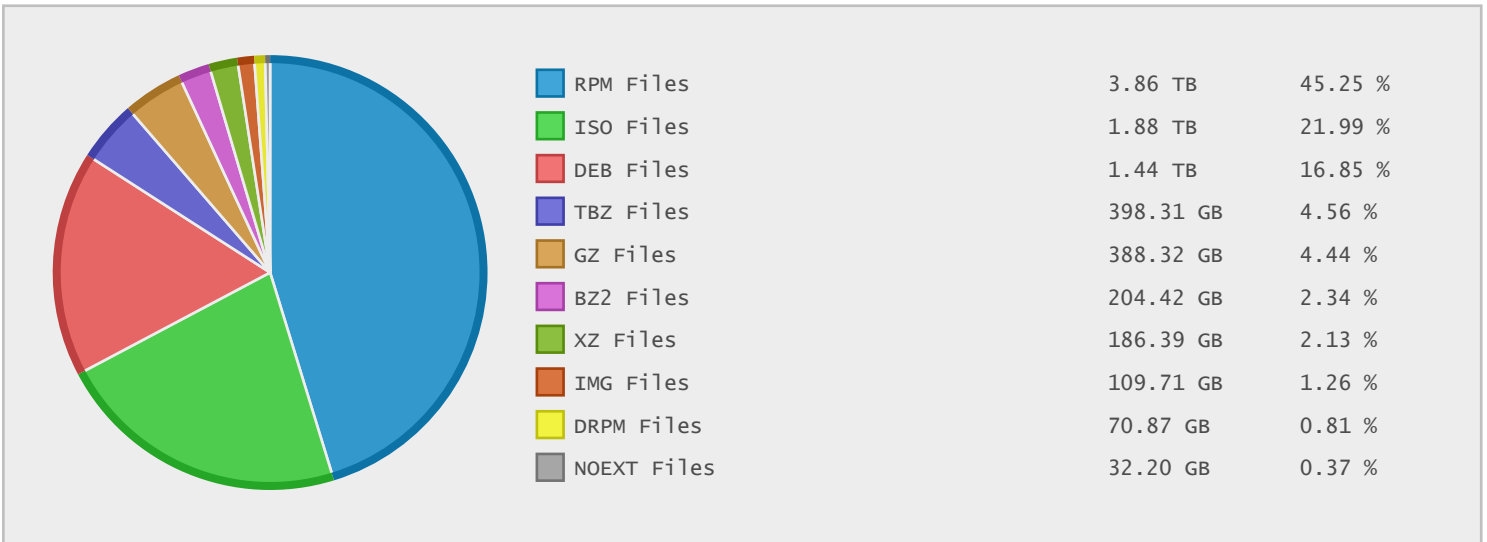 RPM Files 3.86 TB 45.25 %
ISO Files 1.88 TB 21.99 %
DEB Files 1.44 TB 16.85 %
TBZ Files 398.31 GB 4.56 %
GZ Files 388.32 GB 4.44 %
BZ2 Files 204.42 GB 2.34 %
XZ Files 186.39 GB 2.13 %
IMG Files 109.71 GB 1.26 %
DRPM Files 70.87 GB 0.81 %
NOEXT Files 32.20 GB 0.37 %